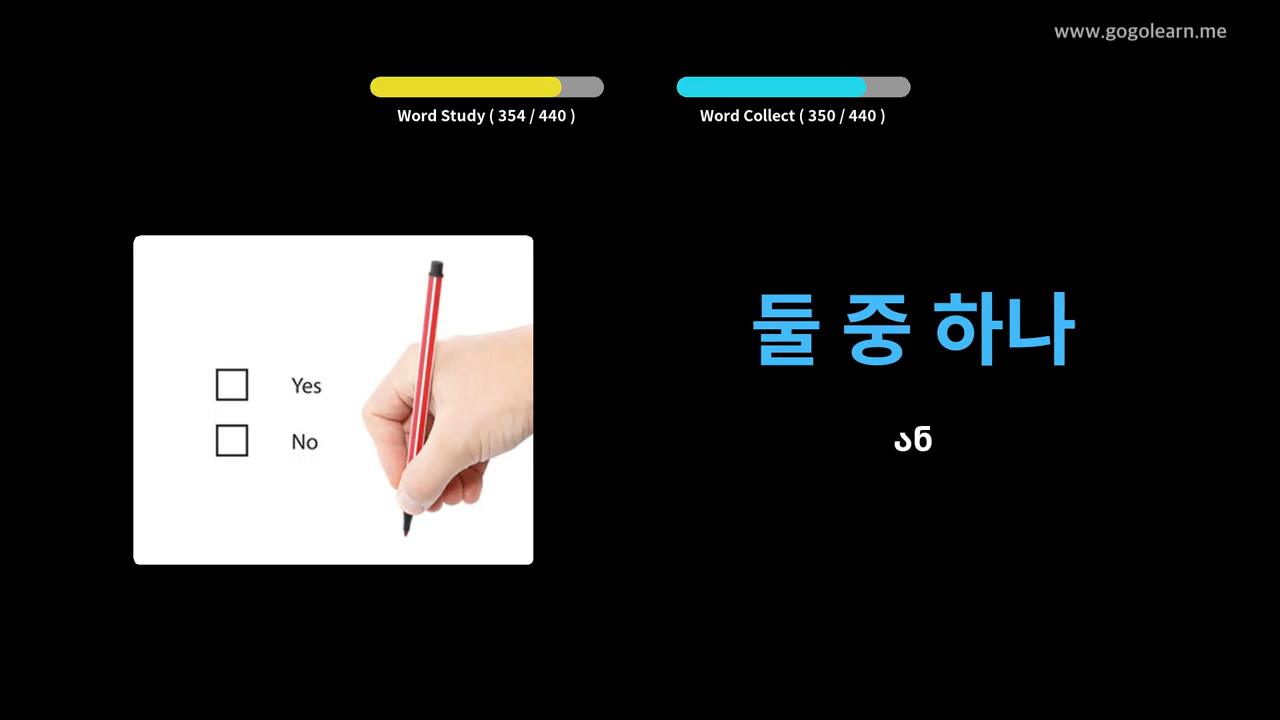 www.gogolearn.me
Word Study ( 354 / 440 )
Word Collect ( 350 / 440 )
Yes
No
둘 중 하나
ან